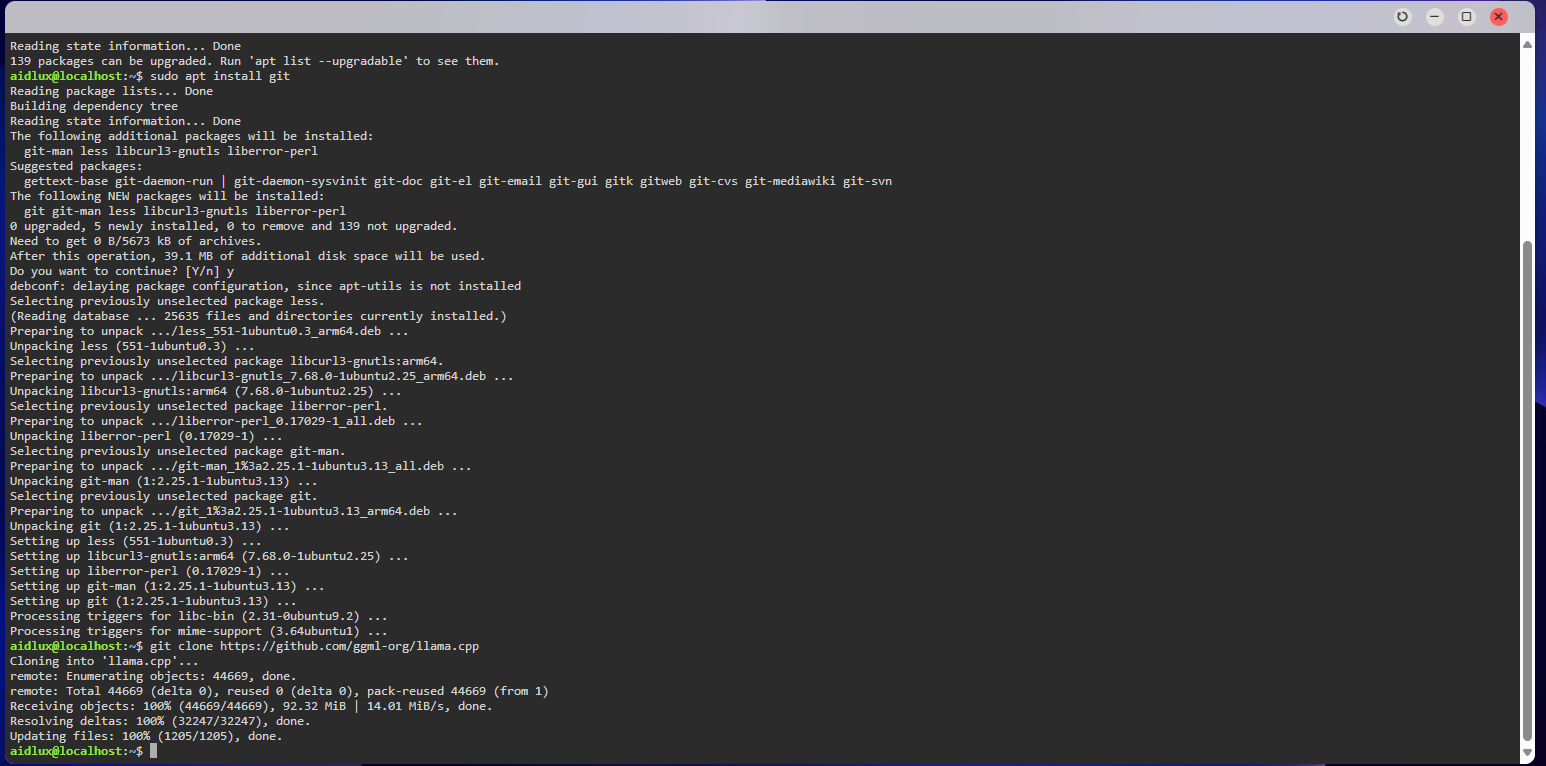 Reading state information... Done
139 packages can be upgraded. Run 'apt list --upgradable' to see them.
aidlux@localhost:~$ sudo apt install git
Reading package lists... Done
Building dependency tree
Reading state information... Done
The following additional packages will be installed:
  git-man less libcurl3-gnutls liberror-perl
Suggested packages:
  gettext-base git-daemon-run | git-daemon-sysvinit git-doc git-el git-email git-gui gitk gitweb git-cvs git-mediawiki git-svn
The following NEW packages will be installed:
  git git-man less libcurl3-gnutls liberror-perl
0 upgraded, 5 newly installed, 0 to remove and 139 not upgraded.
Need to get 0 B/5673 kB of archives.
After this operation, 39.1 MB of additional disk space will be used.
Do you want to continue? [Y/n] y
debconf: delaying package configuration, since apt-utils is not installed
Selecting previously unselected package less.
(Reading database ... 25635 files and directories currently installed.)
Preparing to unpack .../less_551-1ubuntu0.3_arm64.deb ...
Unpacking less (551-1ubuntu0.3) ...
Selecting previously unselected package libcurl3-gnutls:arm64.
Preparing to unpack .../libcurl3-gnutls_7.68.0-1ubuntu2.25_arm64.deb ...
Unpacking libcurl3-gnutls:arm64 (7.68.0-1ubuntu2.25) ...
Selecting previously unselected package liberror-perl.
Preparing to unpack .../liberror-perl_0.17029-1_all.deb ...
Unpacking liberror-perl (0.17029-1) ...
Selecting previously unselected package git-man.
Preparing to unpack .../git-man_1%3a2.25.1-1ubuntu3.13_all.deb ...
Unpacking git-man (1:2.25.1-1ubuntu3.13) ...
Selecting previously unselected package git.
Preparing to unpack .../git_1%3a2.25.1-1ubuntu3.13_arm64.deb ...
Unpacking git (1:2.25.1-1ubuntu3.13) ...
Setting up less (551-1ubuntu0.3) ...
Setting up libcurl3-gnutls:arm64 (7.68.0-1ubuntu2.25) ...
Setting up liberror-perl (0.17029-1) ...
Setting up git-man (1:2.25.1-1ubuntu3.13) ...
Setting up git (1:2.25.1-1ubuntu3.13) ...
Processing triggers for libc-bin (2.31-0ubuntu9.2) ...
Processing triggers for mime-support (3.64ubuntu1) ...
aidlux@localhost:~$ git clone https://github.com/ggml-org/llama.cpp
Cloning into 'llama.cpp'...
remote: Enumerating objects: 44669, done.
remote: Total 44669 (delta 0), reused 0 (delta 0), pack-reused 44669 (from 1)
Receiving objects: 100% (44669/44669), 92.32 MiB | 14.01 MiB/s, done.
Resolving deltas: 100% (32247/32247), done.
Updating files: 100% (1205/1205), done.
aidlux@localhost:~$